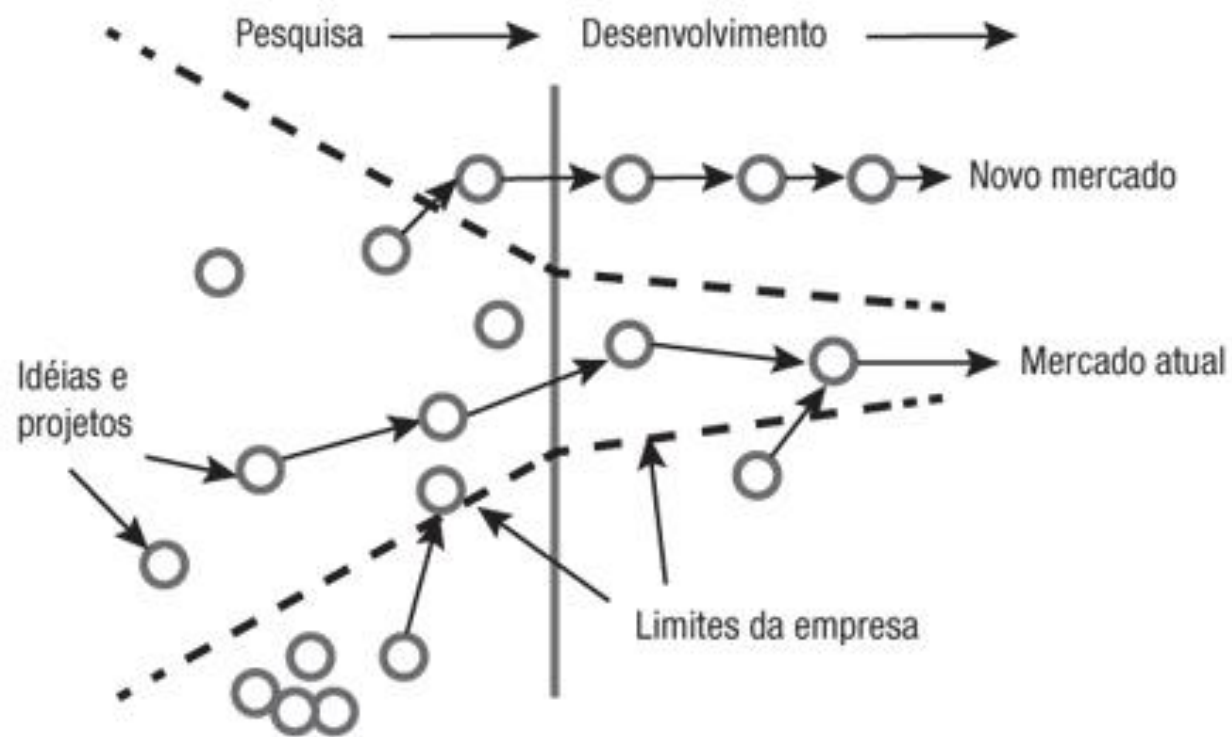 Pesquisa
Desenvolvimento
Novo mercado
Mercado atual
Idéias e
projetos
Limites da empresa